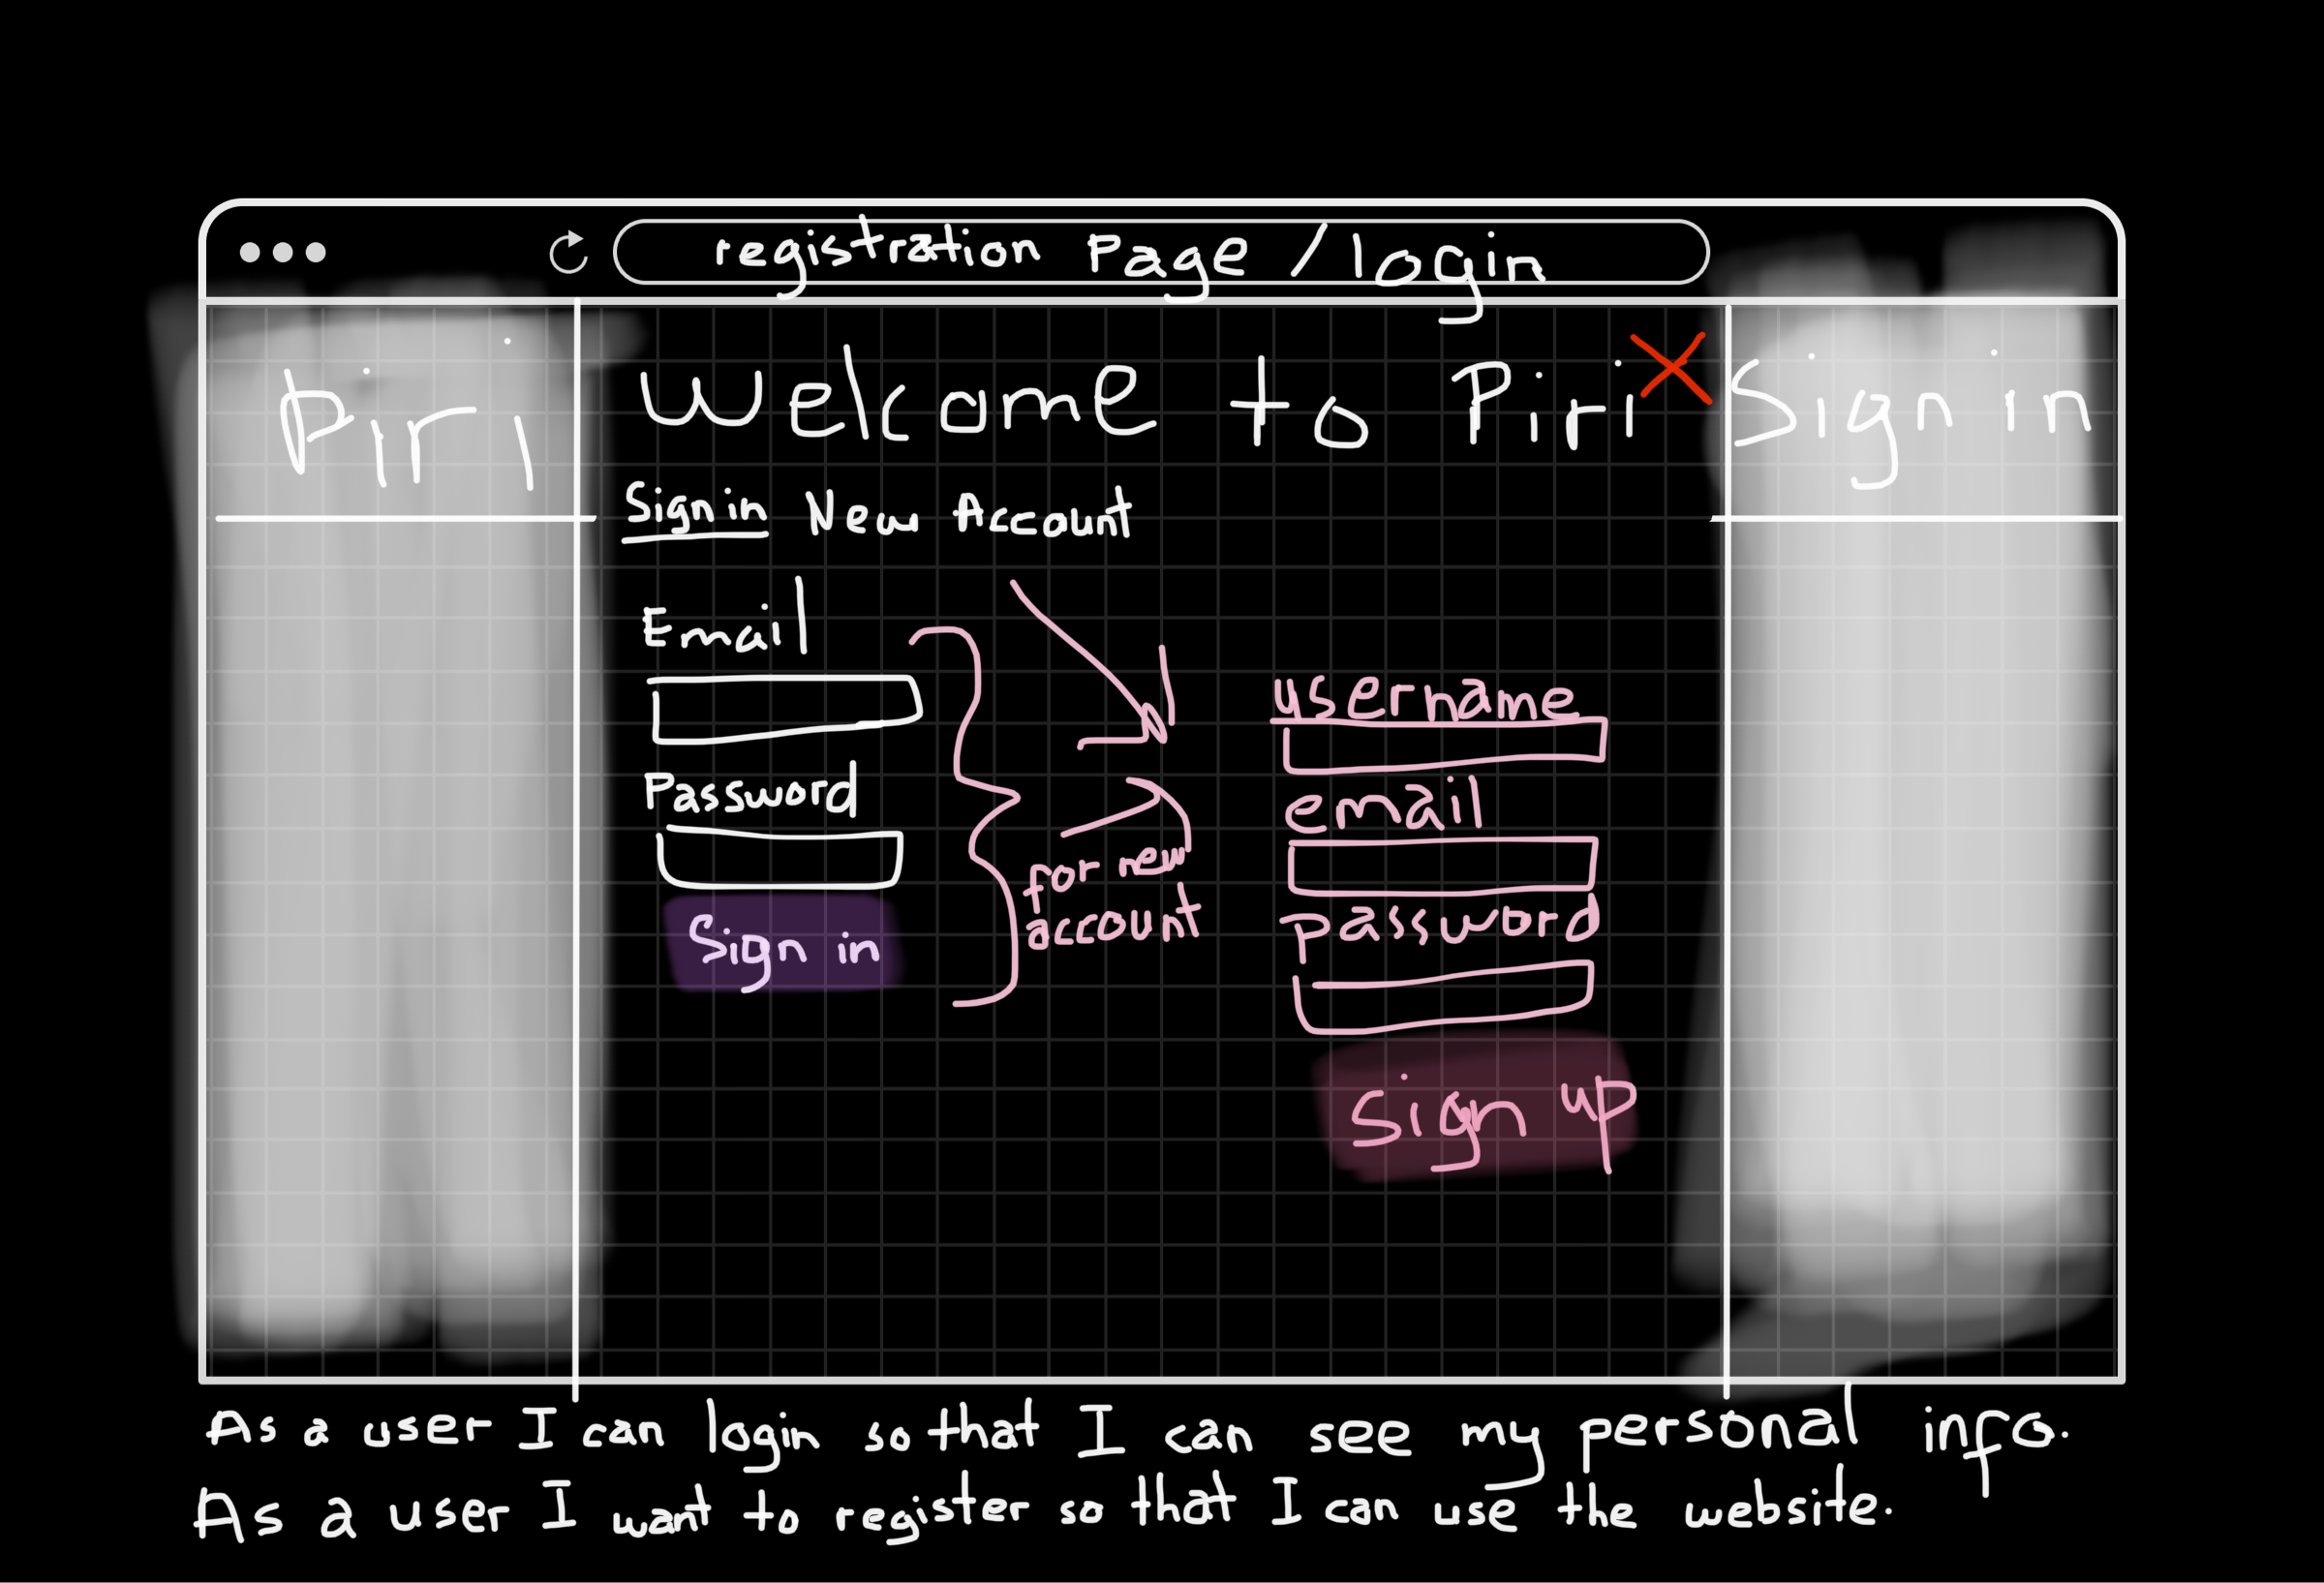 registration Page / login
Piri
Welcome to Piri
Sign in
Sign in New Account
Email
Password
Sign in
for new
account
username
email
password
Sign up
As a user I can login so that I can see my personal info.
As a user I want to register so that I can use the website.